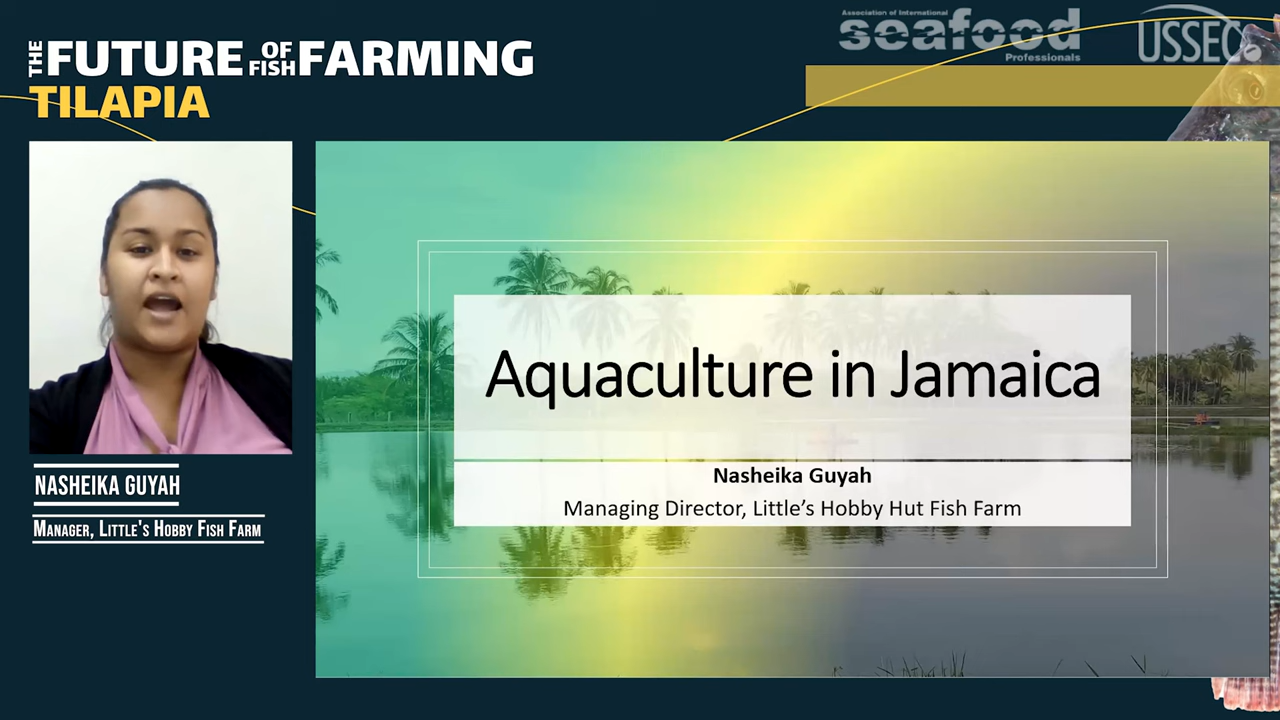 THE FUTURE OF FISH FARMING
TILAPIA
Association of International
seafood
Professionals
USSEC
Aquaculture in Jamaica
Nasheika Guyah
Managing Director, Little's Hobby Hut Fish Farm
NASHEIKA GUYAH
MANAGER, LITTLE'S HOBBY FISH FARM